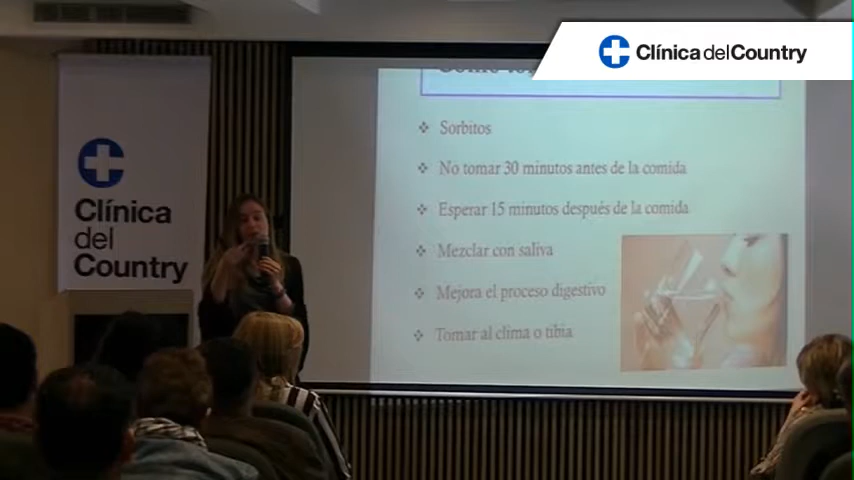 Clínica del Country
Clínica
del
Country
Cómo
❖ Sorbitos
❖ No tomar 30 minutos antes de la comida
❖ Esperar 15 minutos después de la comida
❖ Mezclar con saliva
❖ Mejora el proceso digestivo
❖ Tomar al clima o tibia